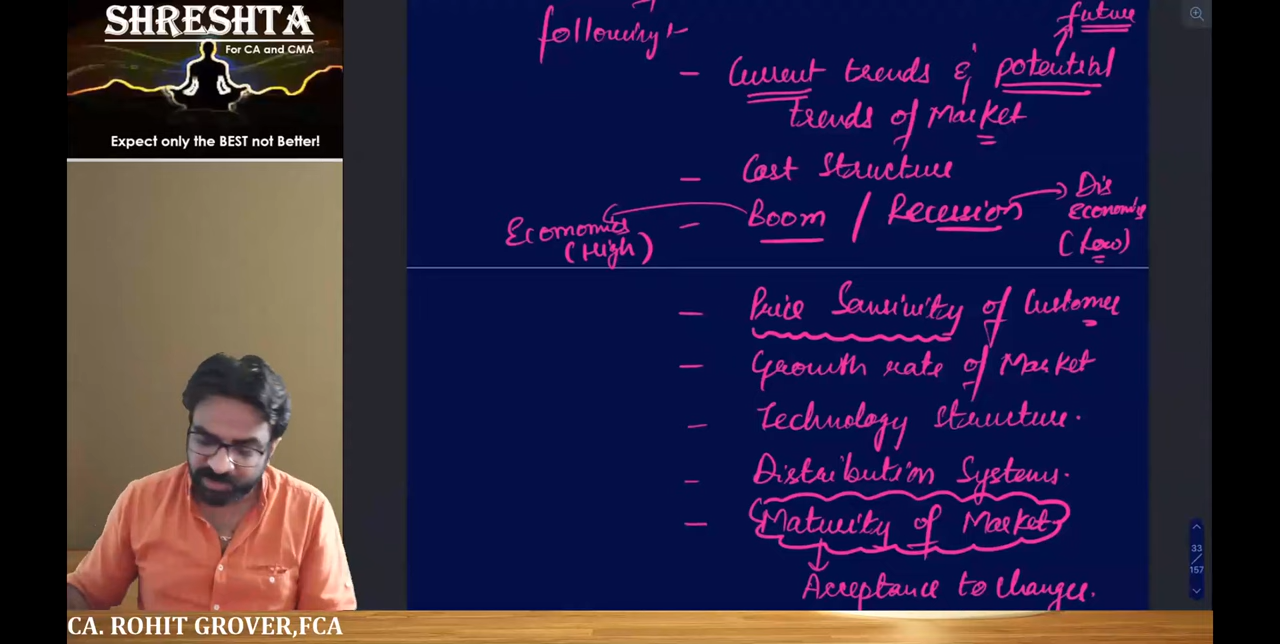 SHRESHTA
For CA and CMA
Expect only the BEST not Better!
following:-
future
- Current trends & potential
trends of Market
- Cost Structure
- Boom / Recession
Economies
(High)
Dis
Economies
(Low)
- Price Sensitivity of Customer
- Growth rate of Market
- Technology Structure.
- Distribution Systems.
- Maturity of Market
Acceptance to changes.
33
/
157
CA. ROHIT GROVER,FCA